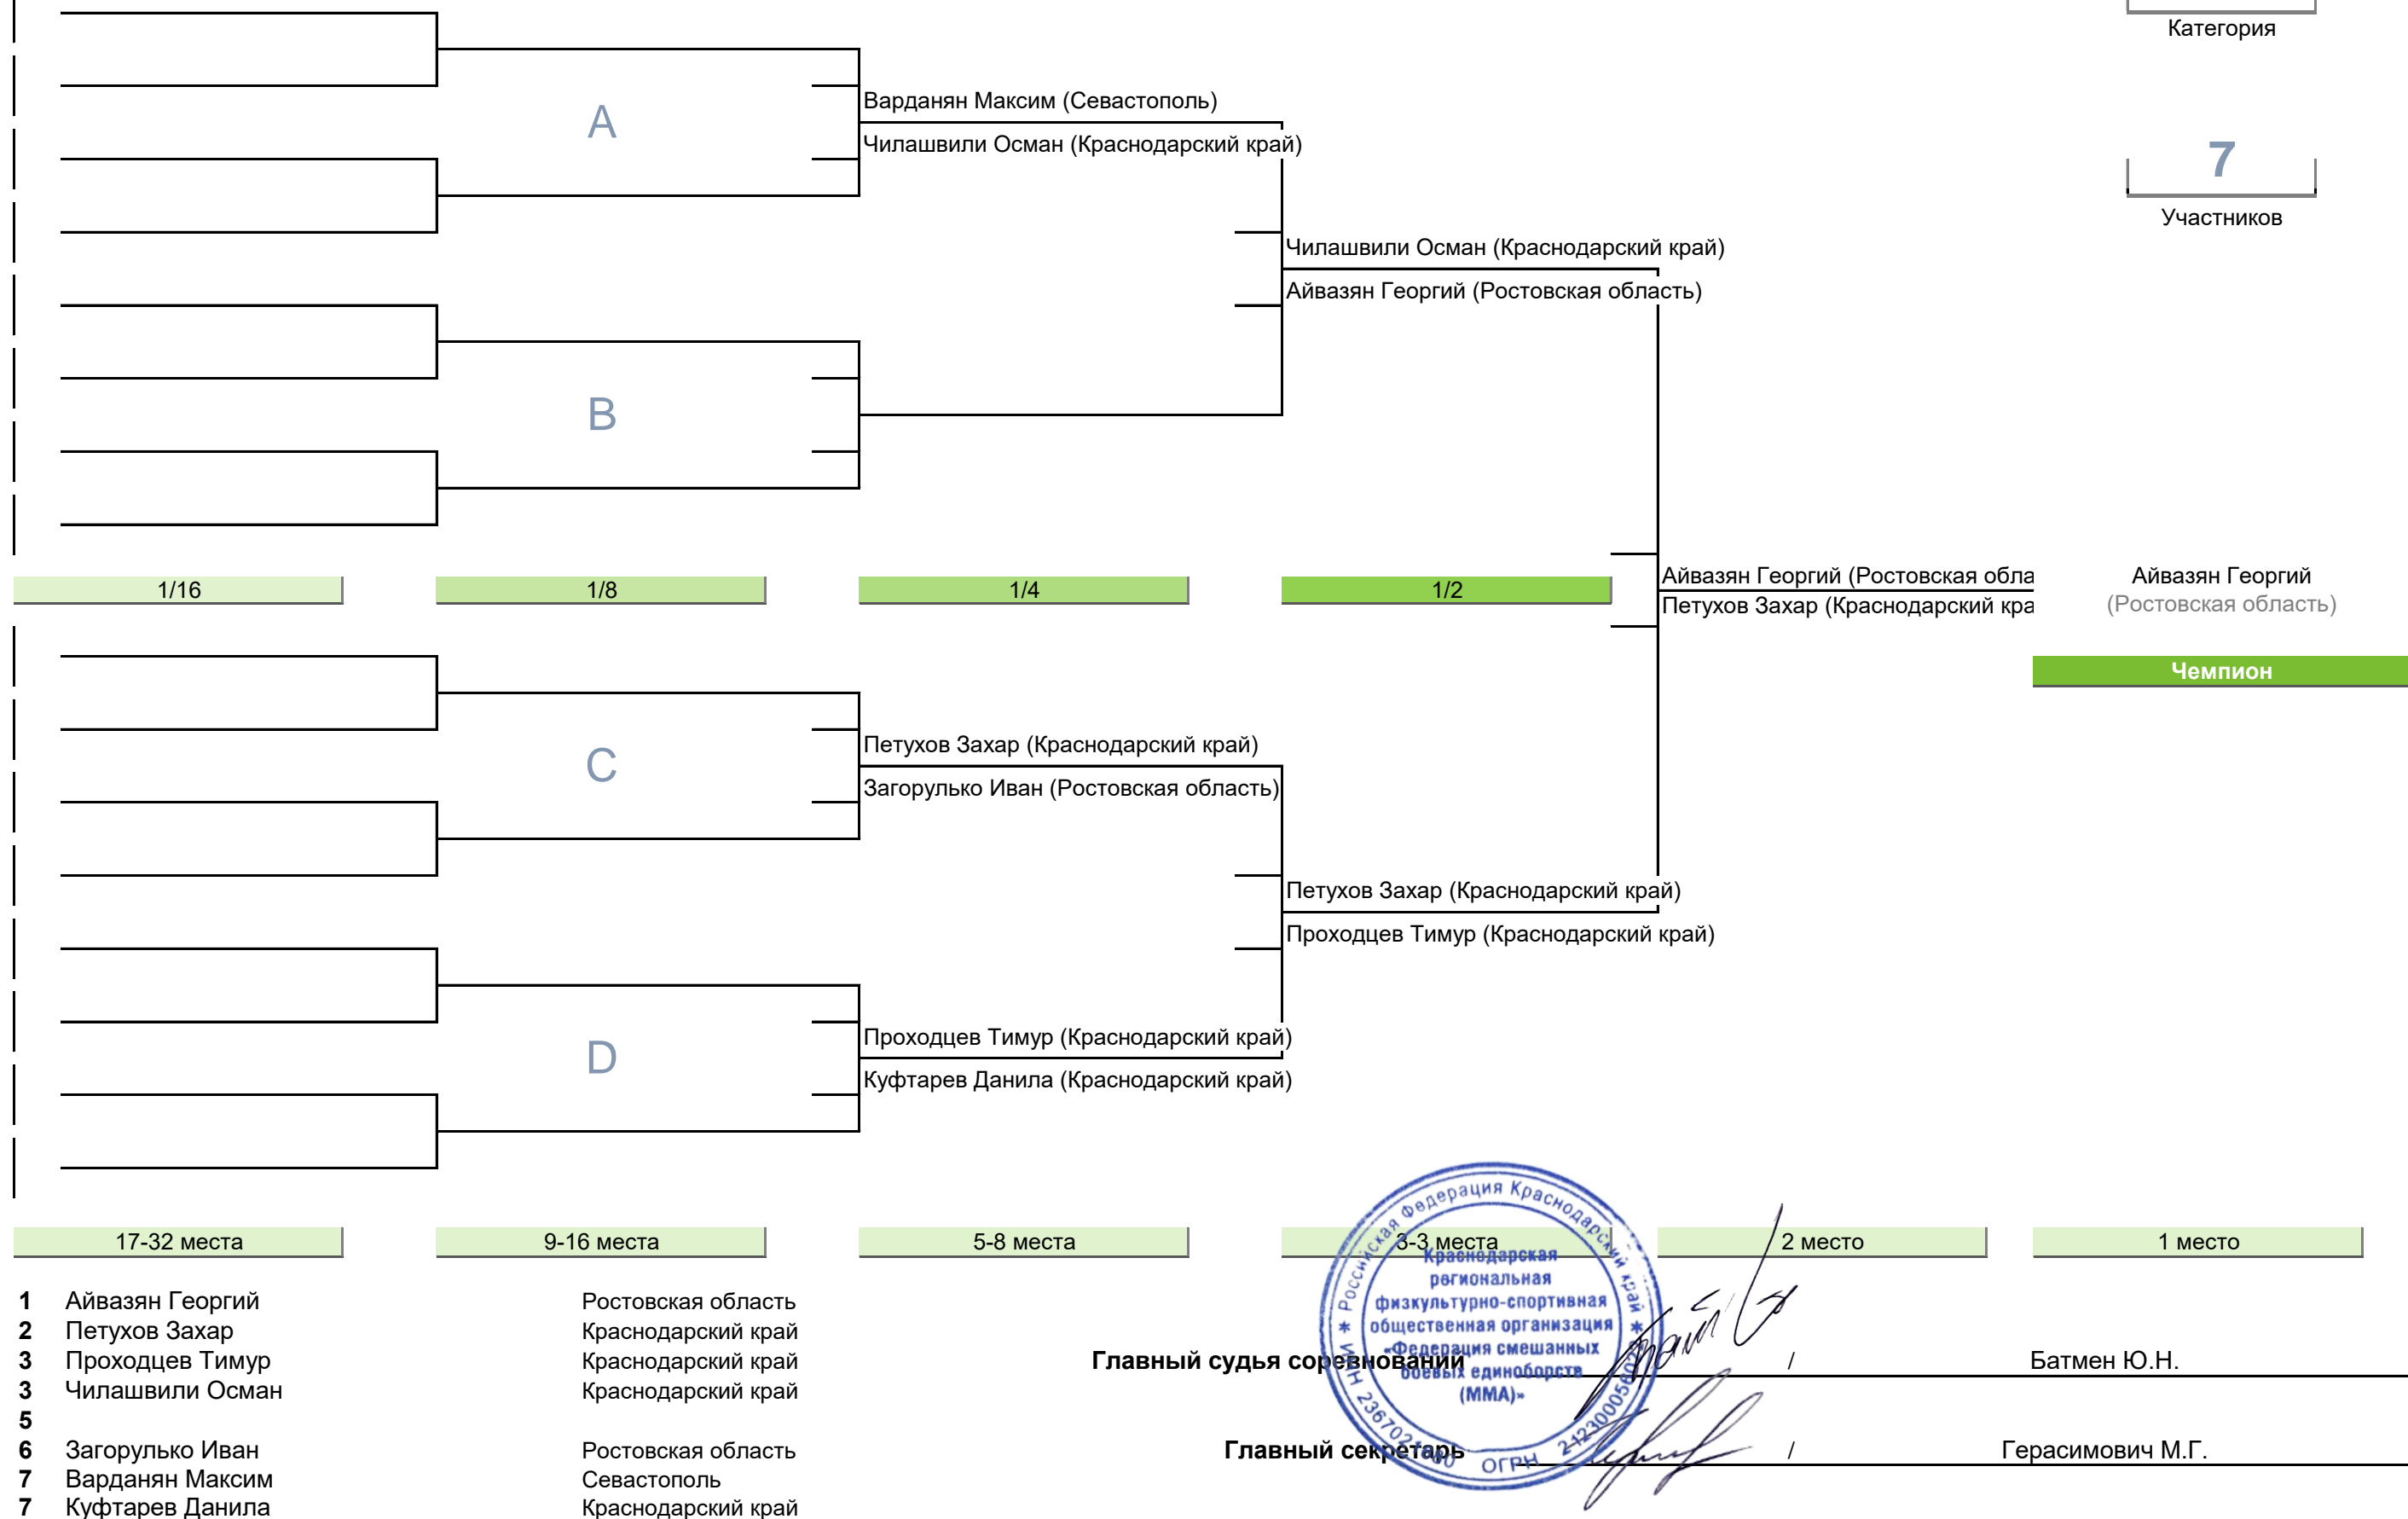 Категория
A
Варданян Максим (Севастополь)
Чилашвили Осман (Краснодарский край)
7
Участников
Чилашвили Осман (Краснодарский край)
Айвазян Георгий (Ростовская область)
B
1/16
1/8
1/4
1/2
Айвазян Георгий (Ростовская обла
Петухов Захар (Краснодарский кра
Айвазян Георгий
(Ростовская область)
Чемпион
C
Петухов Захар (Краснодарский край)
Загорулько Иван (Ростовская область)
Петухов Захар (Краснодарский край)
Проходцев Тимур (Краснодарский край)
D
Проходцев Тимур (Краснодарский край)
Куфтарев Данила (Краснодарский край)
17-32 места
9-16 места
5-8 места
3-3 места
2 место
1 место
1 Айвазян Георгий Ростовская область
2 Петухов Захар Краснодарский край
3 Проходцев Тимур Краснодарский край
3 Чилашвили Осман Краснодарский край
5
6 Загорулько Иван Ростовская область
7 Варданян Максим Севастополь
7 Куфтарев Данила Краснодарский край
Главный судья соревнований / Батмен Ю.Н.
Главный секретарь / Герасимович М.Г.
Российская Федерация Краснодарский край
Краснодарская
региональная
физкультурно-спортивная
общественная организация
«Федерация смешанных
боевых единоборств
(ММА)»
ИНН
ОГРН